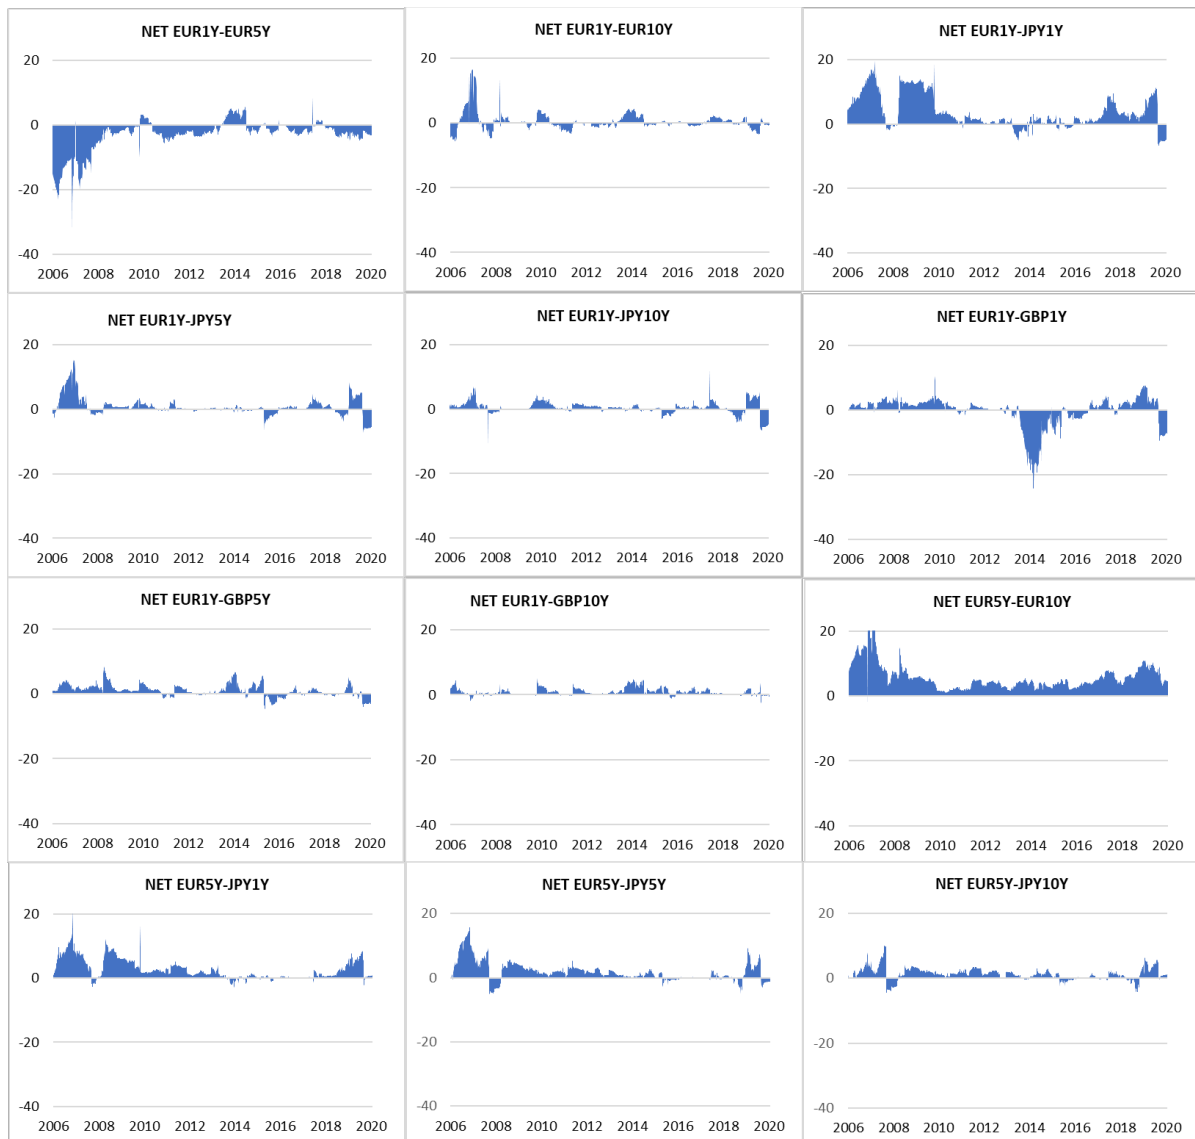 NET EUR1Y-EUR5Y
20
0
-20
-40
2006 2008 2010 2012 2014 2016 2018 2020
NET EUR1Y-EUR10Y
20
0
-20
-40
2006 2008 2010 2012 2014 2016 2018 2020
NET EUR1Y-JPY1Y
20
0
-20
-40
2006 2008 2010 2012 2014 2016 2018 2020
NET EUR1Y-JPY5Y
20
0
-20
-40
2006 2008 2010 2012 2014 2016 2018 2020
NET EUR1Y-JPY10Y
20
0
-20
-40
2006 2008 2010 2012 2014 2016 2018 2020
NET EUR1Y-GBP1Y
20
0
-20
-40
2006 2008 2010 2012 2014 2016 2018 2020
NET EUR1Y-GBP5Y
20
0
-20
-40
2006 2008 2010 2012 2014 2016 2018 2020
NET EUR1Y-GBP10Y
20
0
-20
-40
2006 2008 2010 2012 2014 2016 2018 2020
NET EUR5Y-EUR10Y
20
0
-20
-40
2006 2008 2010 2012 2014 2016 2018 2020
NET EUR5Y-JPY1Y
20
0
-20
-40
2006 2008 2010 2012 2014 2016 2018 2020
NET EUR5Y-JPY5Y
20
0
-20
-40
2006 2008 2010 2012 2014 2016 2018 2020
NET EUR5Y-JPY10Y
20
0
-20
-40
2006 2008 2010 2012 2014 2016 2018 2020